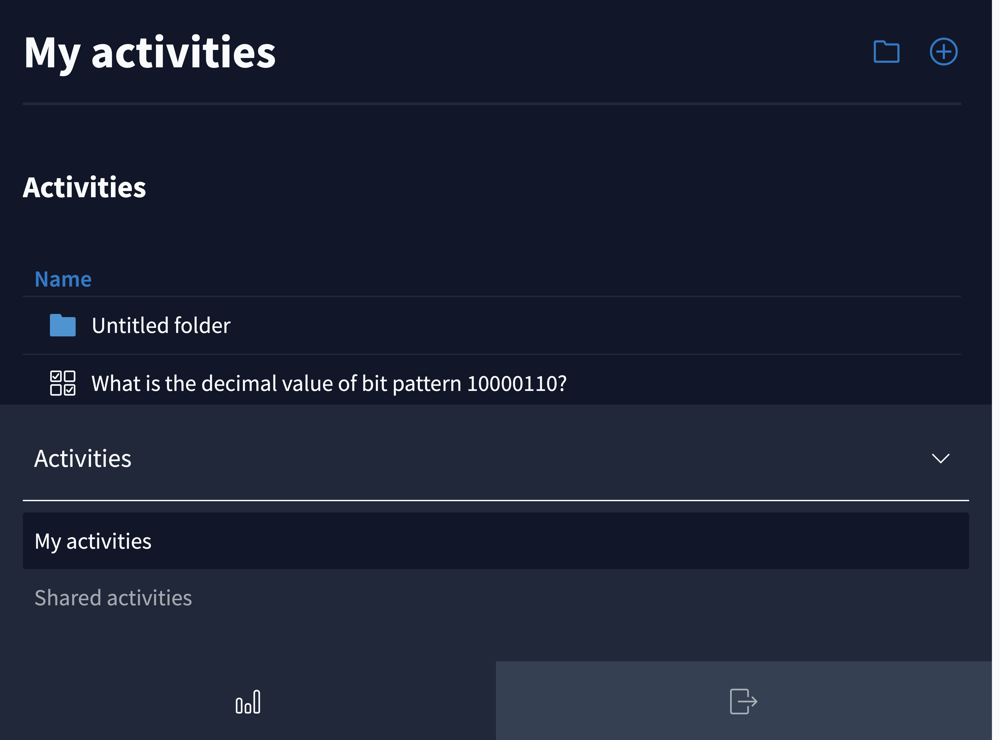 My activities
Activities
Name
Untitled folder
What is the decimal value of bit pattern 10000110?
Activities
My activities
Shared activities